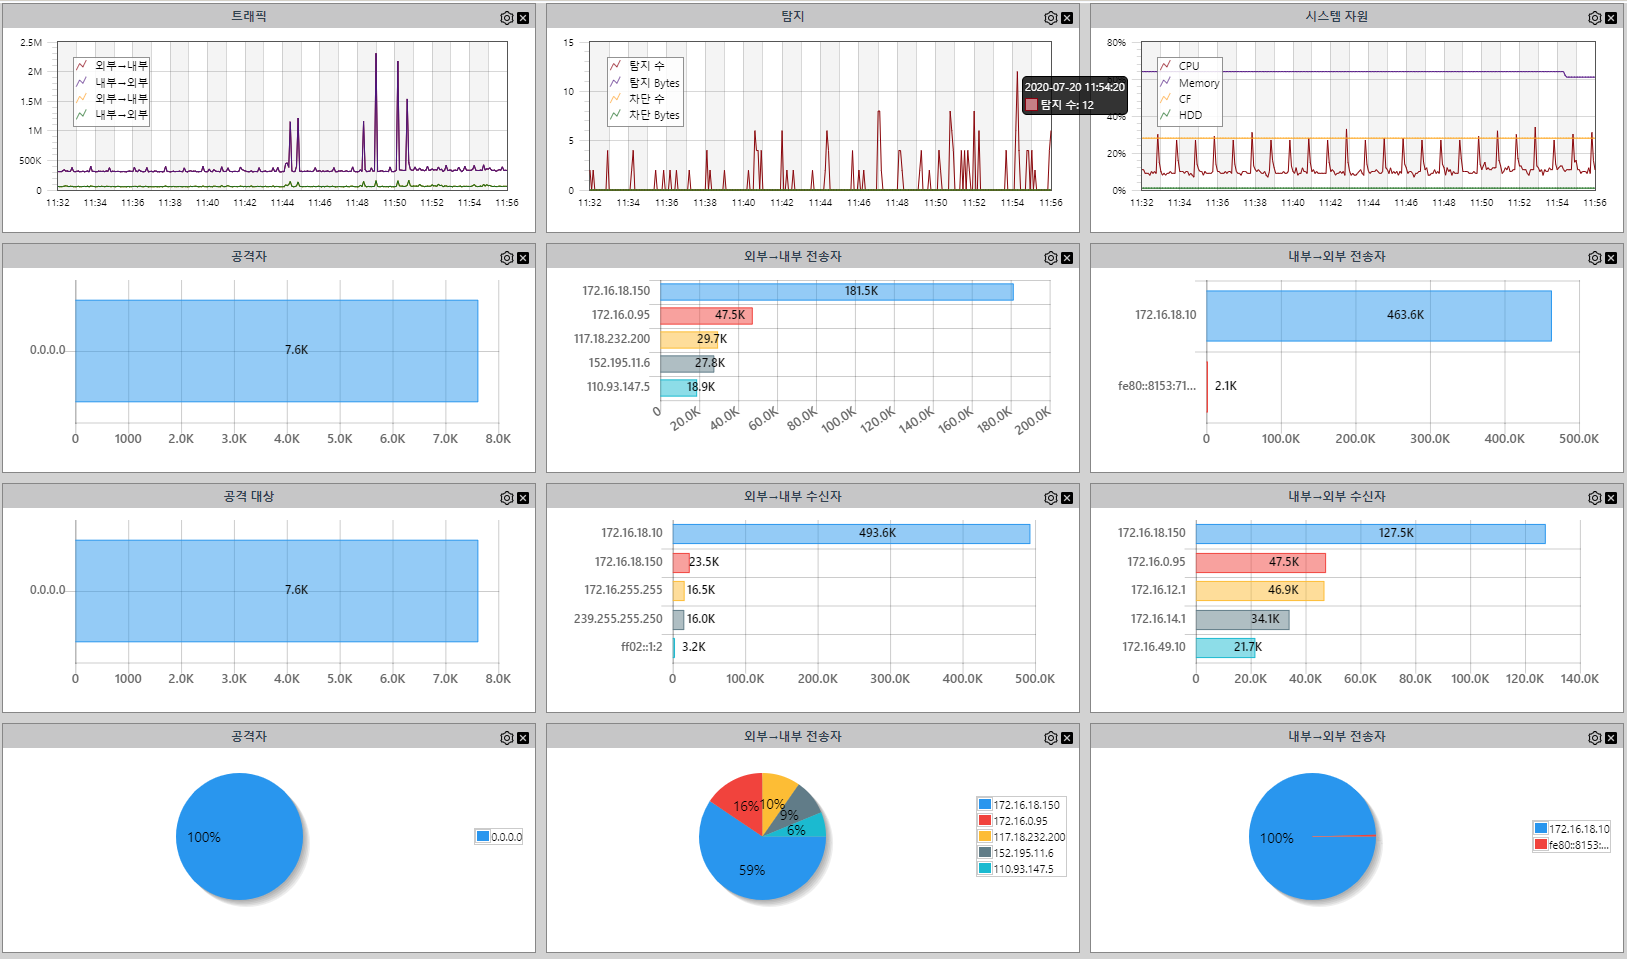 트래픽
2.5M
2M
1.5M
1M
500K
0
외부→내부
내부→외부
외부→내부
내부→외부
11:32 11:34 11:36 11:38 11:40 11:42 11:44 11:46 11:48 11:50 11:52 11:54 11:56
탐지
15
10
5
0
탐지 수
탐지 Bytes
차단 수
차단 Bytes
2020-07-20 11:54:20
탐지 수: 12
11:32 11:34 11:36 11:38 11:40 11:42 11:44 11:46 11:48 11:50 11:52 11:54 11:56
시스템 자원
80%
40%
20%
0%
CPU
Memory
CF
HDD
11:32 11:34 11:36 11:38 11:40 11:42 11:44 11:46 11:48 11:50 11:52 11:54 11:56
공격자
0.0.0.0 7.6K
0 1000 2.0K 3.0K 4.0K 5.0K 6.0K 7.0K 8.0K
외부→내부 전송자
172.16.18.150 181.5K
172.16.0.95 47.5K
117.18.232.200 29.7K
152.195.11.6 27.8K
110.93.147.5 18.9K
0 20.0K 40.0K 60.0K 80.0K 100.0K 120.0K 140.0K 160.0K 180.0K 200.0K
내부→외부 전송자
172.16.18.10 463.6K
fe80::8153:71... 2.1K
0 100.0K 200.0K 300.0K 400.0K 500.0K
공격 대상
0.0.0.0 7.6K
0 1000 2.0K 3.0K 4.0K 5.0K 6.0K 7.0K 8.0K
외부→내부 수신자
172.16.18.10 493.6K
172.16.18.150 23.5K
172.16.255.255 16.5K
239.255.255.250 16.0K
ff02::1:2 3.2K
0 100.0K 200.0K 300.0K 400.0K 500.0K
내부→외부 수신자
172.16.18.150 127.5K
172.16.0.95 47.5K
172.16.12.1 46.9K
172.16.14.1 34.1K
172.16.49.10 21.7K
0 20.0K 40.0K 60.0K 80.0K 100.0K 120.0K 140.0K
공격자
100%
0.0.0.0
외부→내부 전송자
16% 10%
9%
6%
59%
172.16.18.150
172.16.0.95
117.18.232.200
152.195.11.6
110.93.147.5
내부→외부 전송자
100%
172.16.18.10
fe80::8153:...